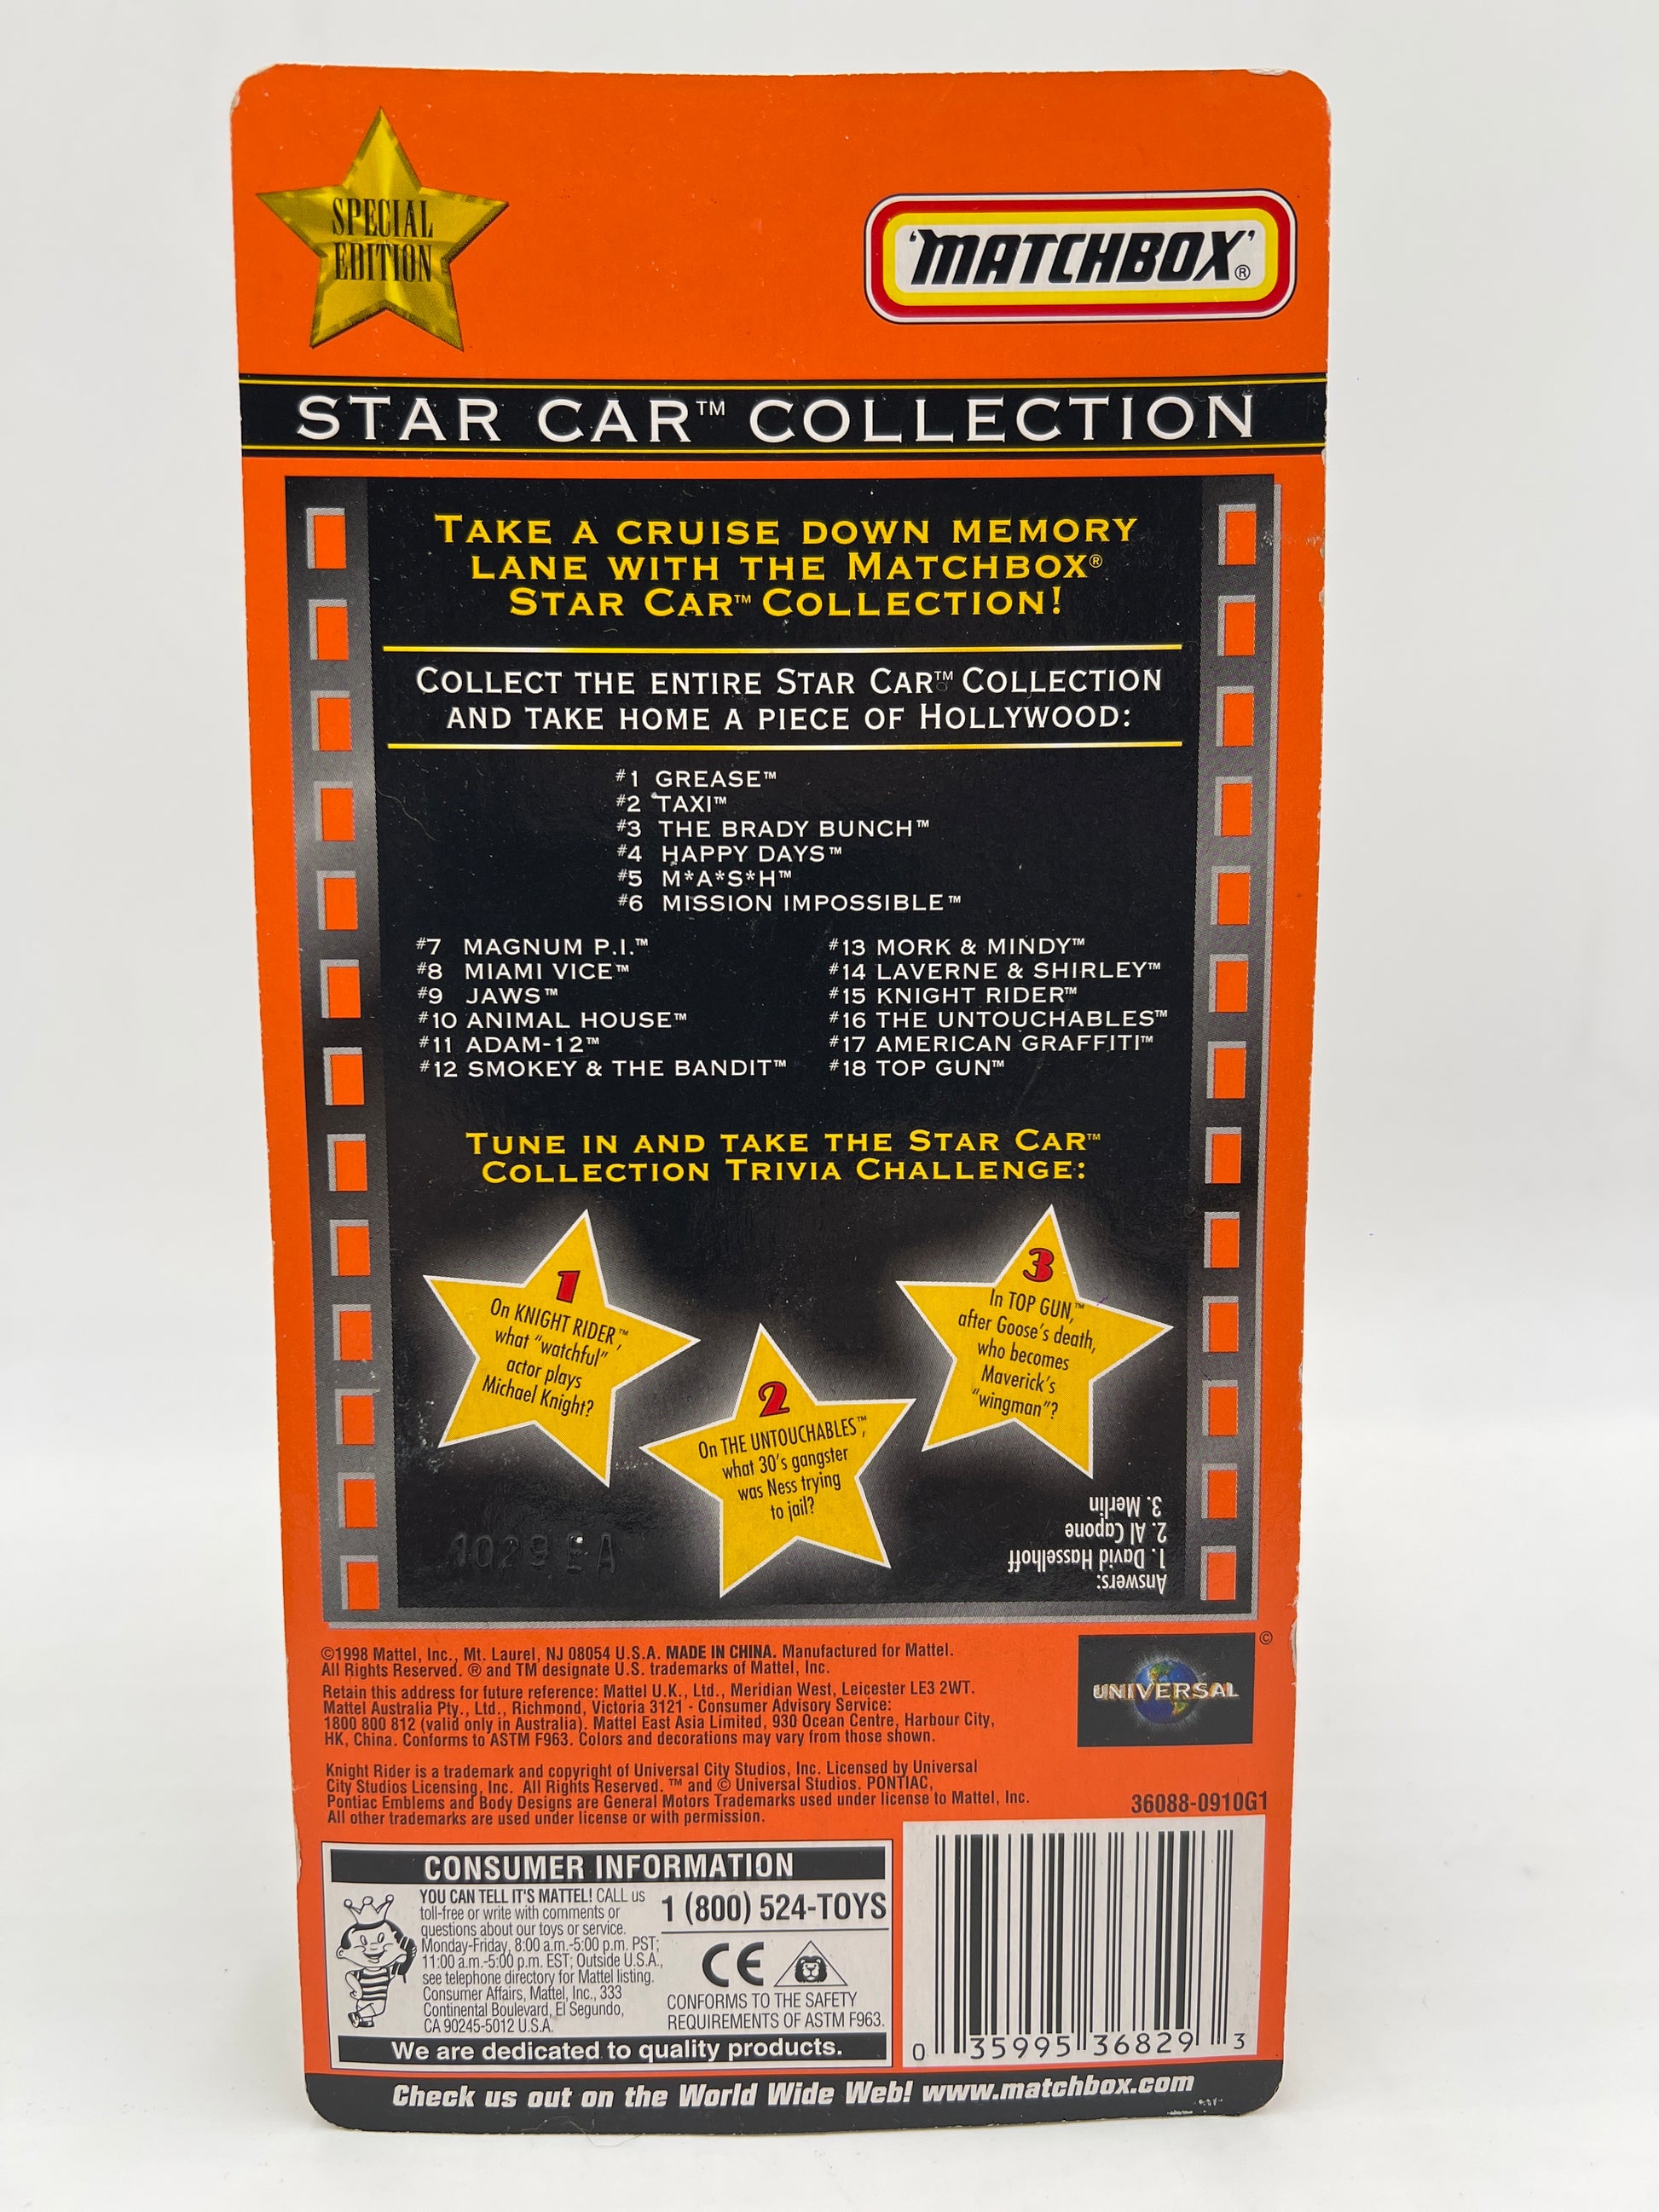 SPECIAL
EDITION
'MATCHBOX'®
STAR CAR™ COLLECTION
TAKE A CRUISE DOWN MEMORY
LANE WITH THE MATCHBOX®
STAR CAR™ COLLECTION!
COLLECT THE ENTIRE STAR CAR™ COLLECTION
AND TAKE HOME A PIECE OF HOLLYWOOD:
#1 GREASE™
#2 TAXI™
#3 THE BRADY BUNCH™
#4 HAPPY DAYS™
#5 M*A*S*H™
#6 MISSION IMPOSSIBLE™
#7 MAGNUM P.I.™
#8 MIAMI VICE™
#9 JAWS™
#10 ANIMAL HOUSE™
#11 ADAM-12™
#12 SMOKEY & THE BANDIT™
#13 MORK & MINDY™
#14 LAVERNE & SHIRLEY™
#15 KNIGHT RIDER™
#16 THE UNTOUCHABLES™
#17 AMERICAN GRAFFITI™
#18 TOP GUN™
TUNE IN AND TAKE THE STAR CAR™
COLLECTION TRIVIA CHALLENGE:
1
On KNIGHT RIDER™,
what "watchful"
actor plays
Michael Knight?
2
On THE UNTOUCHABLES™,
what 30's gangster
was Ness trying
to jail?
3
In TOP GUN,™
after Goose's death,
who becomes
Maverick's
"wingman"?
Answers:
1. David Hasselhoff
2. Al Capone
3. Merlin
1029EA
©1998 Mattel, Inc., Mt. Laurel, NJ 08054 U.S.A. MADE IN CHINA. Manufactured for Mattel.
All Rights Reserved. ® and TM designate U.S. trademarks of Mattel, Inc.
Retain this address for future reference: Mattel U.K., Ltd., Meridian West, Leicester LE3 2WT.
Mattel Australia Pty., Ltd., Richmond, Victoria 3121 - Consumer Advisory Service:
1800 800 812 (valid only in Australia). Mattel East Asia Limited, 930 Ocean Centre, Harbour City,
HK, China. Conforms to ASTM F963. Colors and decorations may vary from those shown.
UNIVERSAL
©
Knight Rider is a trademark and copyright of Universal City Studios, Inc. Licensed by Universal
City Studios Licensing, Inc. All Rights Reserved. ™ and © Universal Studios. PONTIAC,
Pontiac Emblems and Body Designs are General Motors Trademarks used under license to Mattel, Inc.
All other trademarks are used under license or with permission.
36088-0910G1
CONSUMER INFORMATION
YOU CAN TELL IT'S MATTEL! CALL us
toll-free or write with comments or
questions about our toys or service.
Monday-Friday, 8:00 a.m.-5:00 p.m. PST;
11:00 a.m.-5:00 p.m. EST; Outside U.S.A.,
see telephone directory for Mattel listing.
Consumer Affairs, Mattel, Inc., 333
Continental Boulevard, El Segundo,
CA 90245-5012 U.S.A.
1 (800) 524-TOYS
CE
CONFORMS TO THE SAFETY
REQUIREMENTS OF ASTM F963.
We are dedicated to quality products.
0 35995 36829 3
Check us out on the World Wide Web! www.matchbox.com